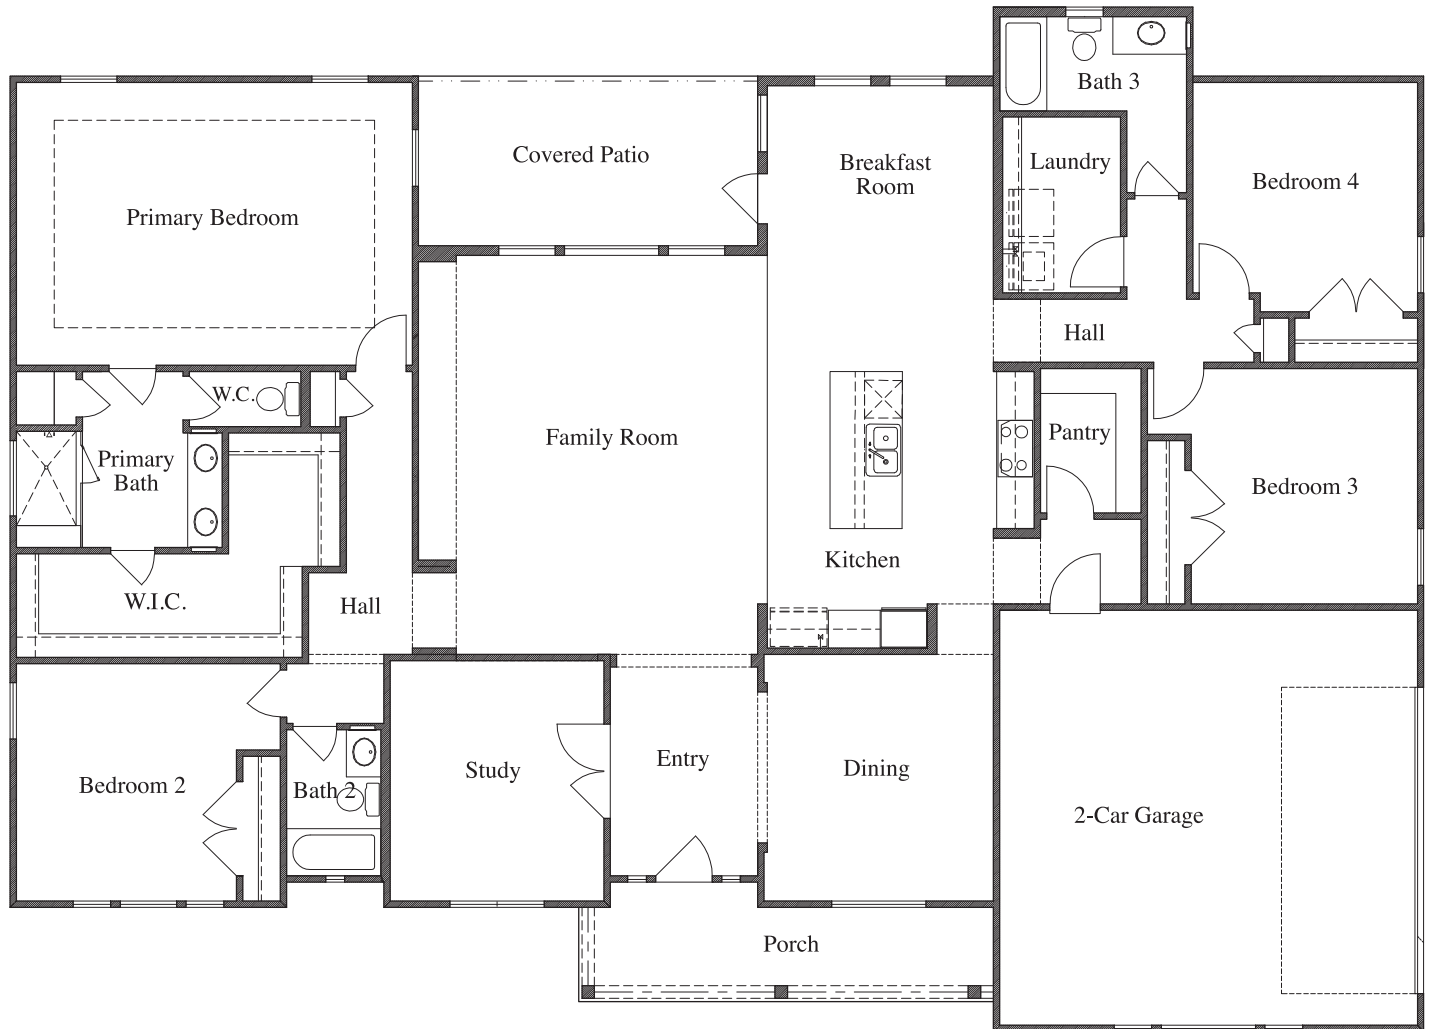 Bath 3
Covered Patio
Breakfast
Room
Laundry
Bedroom 4
Primary Bedroom
Hall
W.C.
Family Room
Pantry
Primary
Bath
Bedroom 3
Kitchen
W.I.C.
Hall
Entry
Study
Dining
Bedroom 2
Bath 2
2-Car Garage
Porch